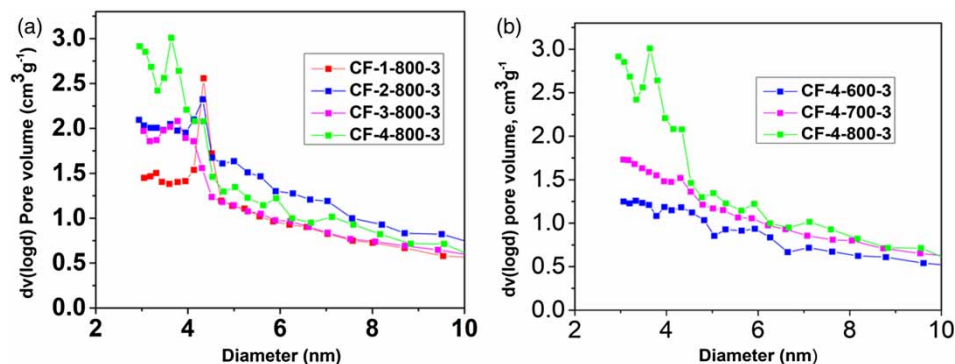 (a)
dv(logd) Pore volume (cm³g⁻¹)
3.0
2.5
2.0
1.5
1.0
0.5
0.0
CF-1-800-3
CF-2-800-3
CF-3-800-3
CF-4-800-3
2 4 6 8 10
Diameter (nm)
(b)
dv(logd) pore volume, cm³g⁻¹
3.0
2.5
2.0
1.5
1.0
0.5
0.0
CF-4-600-3
CF-4-700-3
CF-4-800-3
2 4 6 8 10
Diameter (nm)